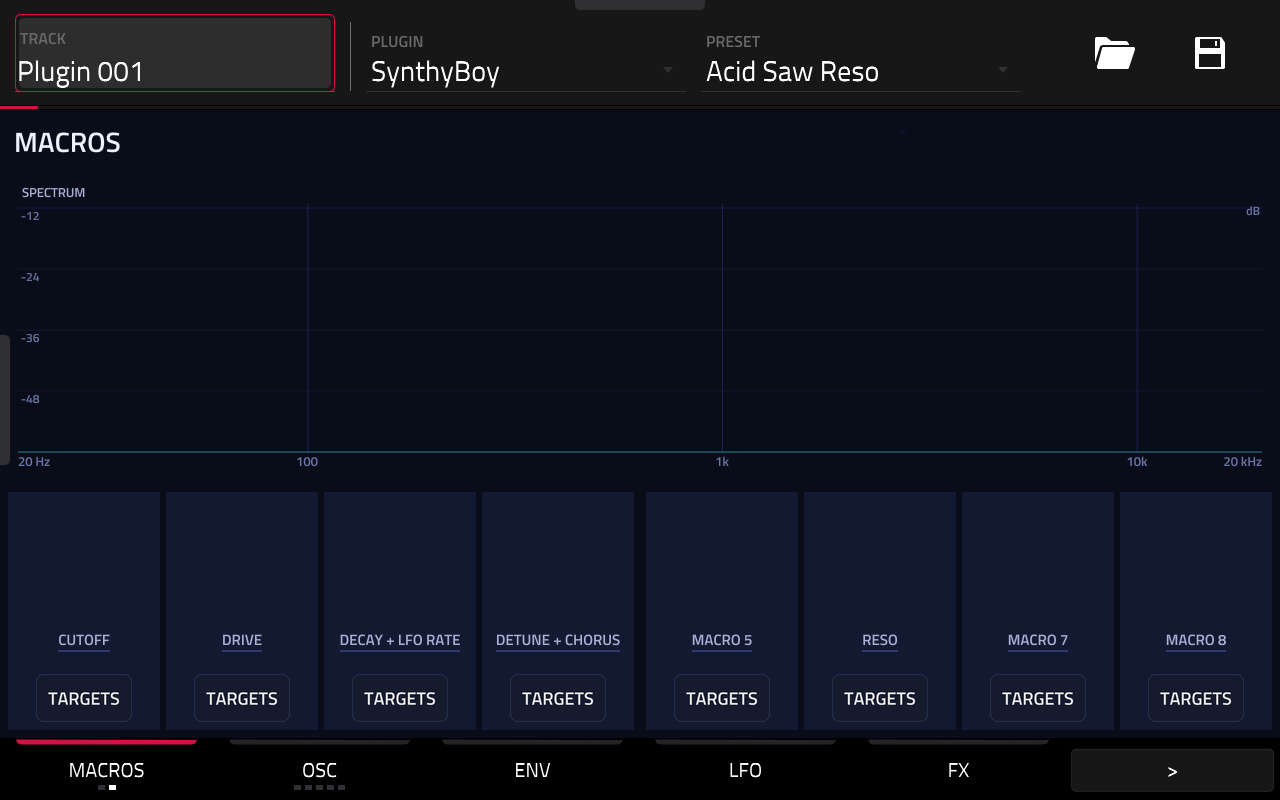 TRACK
Plugin 001
PLUGIN
SynthyBoy
PRESET
Acid Saw Reso
MACROS
SPECTRUM
-12
dB
-24
-36
-48
20 Hz
100
1k
10k
20 kHz
CUTOFF
DRIVE
DECAY + LFO RATE
DETUNE + CHORUS
MACRO 5
RESO
MACRO 7
MACRO 8
TARGETS
TARGETS
TARGETS
TARGETS
TARGETS
TARGETS
TARGETS
TARGETS
MACROS
OSC
ENV
LFO
FX
>